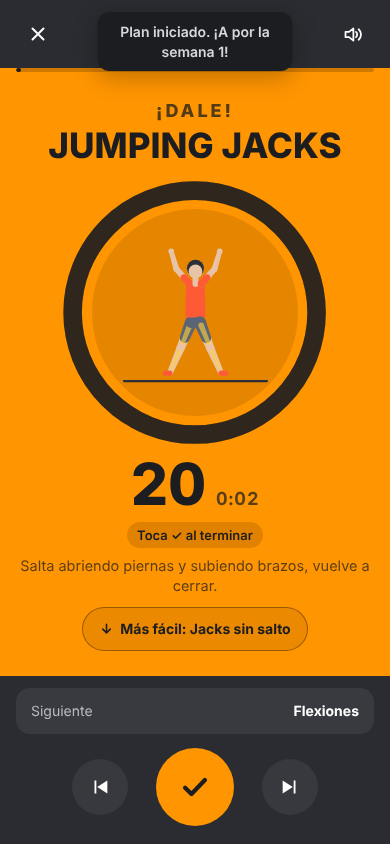 Plan iniciado. ¡A por la
semana 1!
¡DALE!
JUMPING JACKS
20 0:02
Toca ✓ al terminar
Salta abriendo piernas y subiendo brazos, vuelve a
cerrar.
↓ Más fácil: Jacks sin salto
Siguiente Flexiones